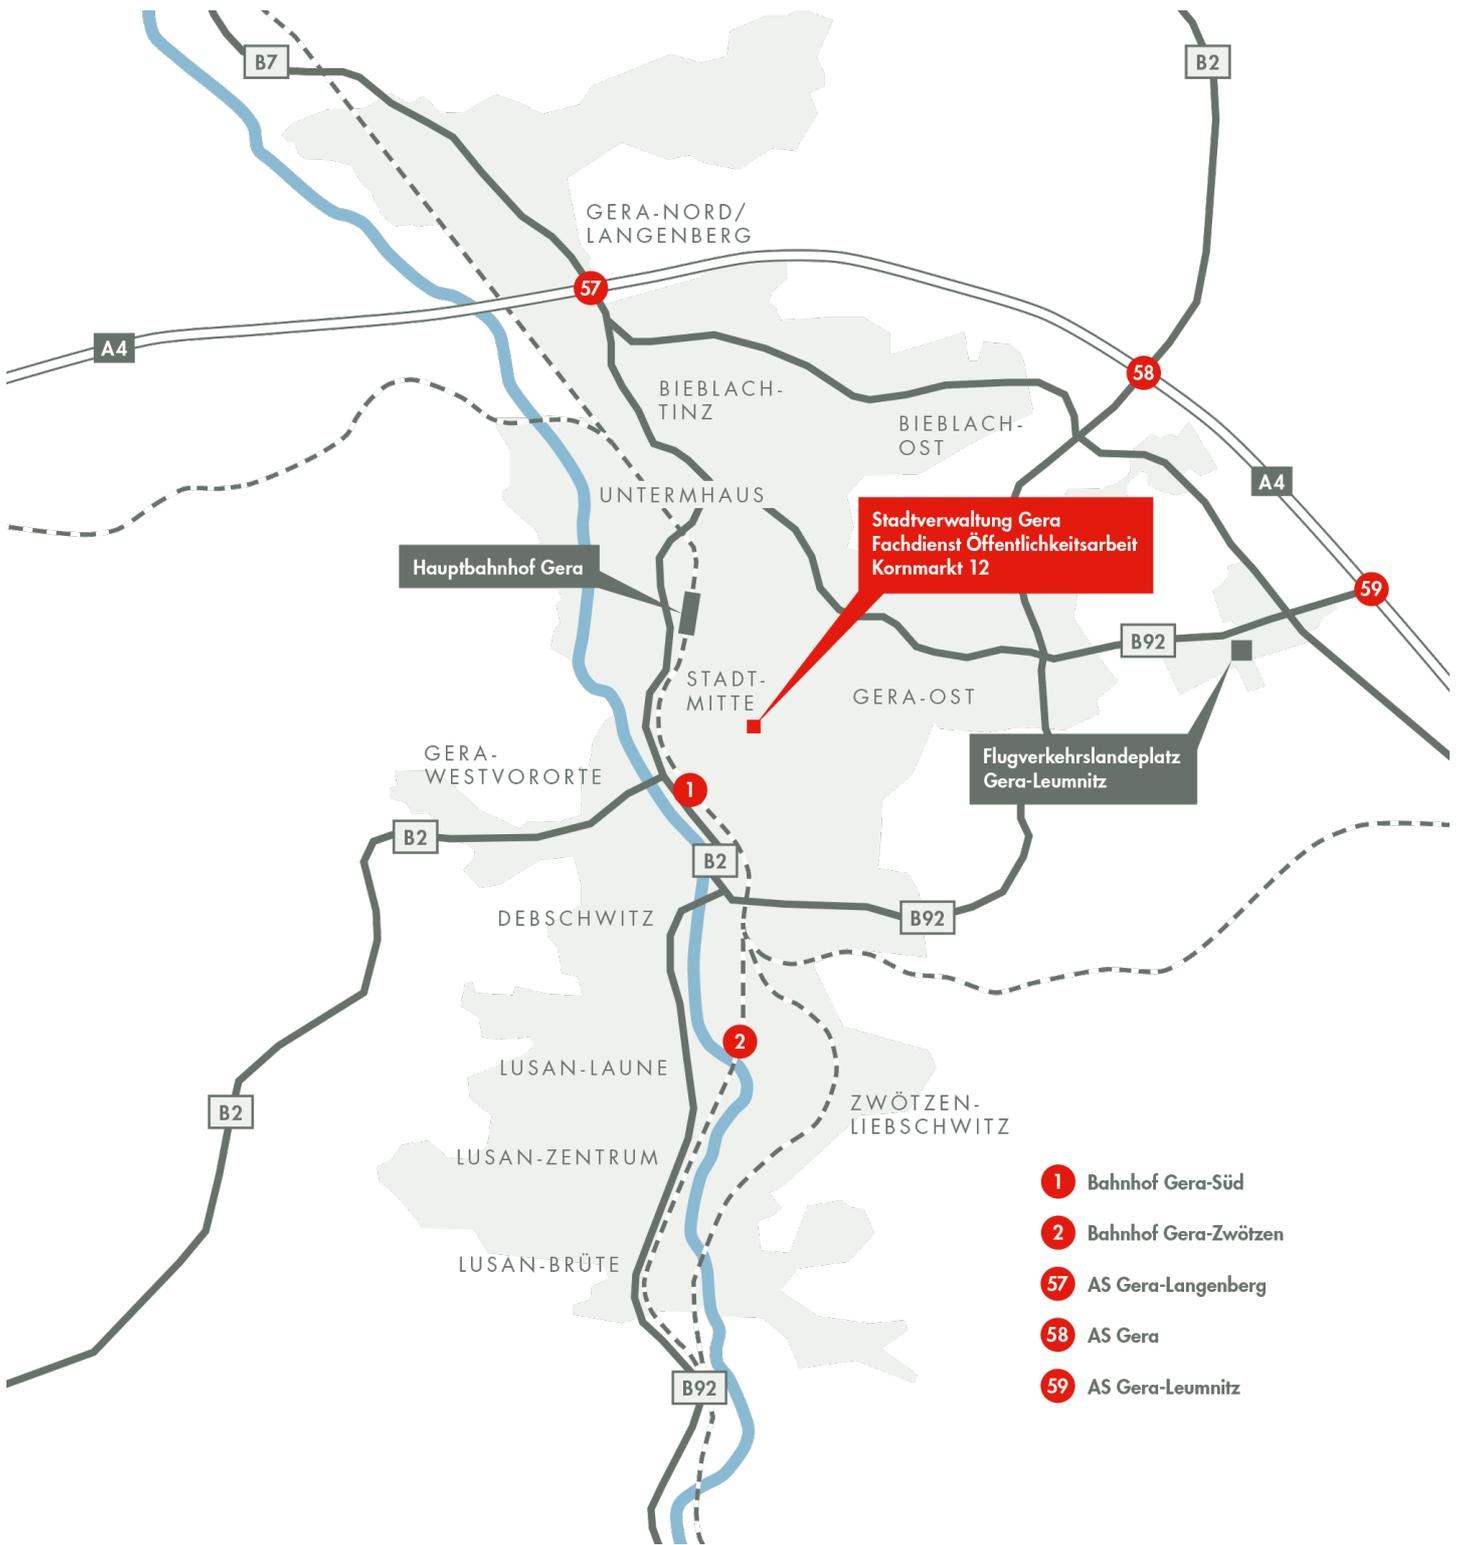 B7
B2
GERA-NORD/
LANGENBERG
57
A4
58
BIEBLACH-
TINZ
BIEBLACH-
OST
A4
UNTERMHAUS
Stadtverwaltung Gera
Fachdienst Öffentlichkeitsarbeit
Kornmarkt 12
Hauptbahnhof Gera
59
B92
STADT-
MITTE
GERA-OST
GERA-
WESTVORORTE
Flugverkehrslandeplatz
Gera-Leumnitz
1
B2
B2
DEBSCHWITZ
B92
2
LUSAN-LAUNE
B2
ZWÖTZEN-
LIEBSCHWITZ
LUSAN-ZENTRUM
LUSAN-BRÜTE
B92
1 Bahnhof Gera-Süd
2 Bahnhof Gera-Zwötzen
57 AS Gera-Langenberg
58 AS Gera
59 AS Gera-Leumnitz